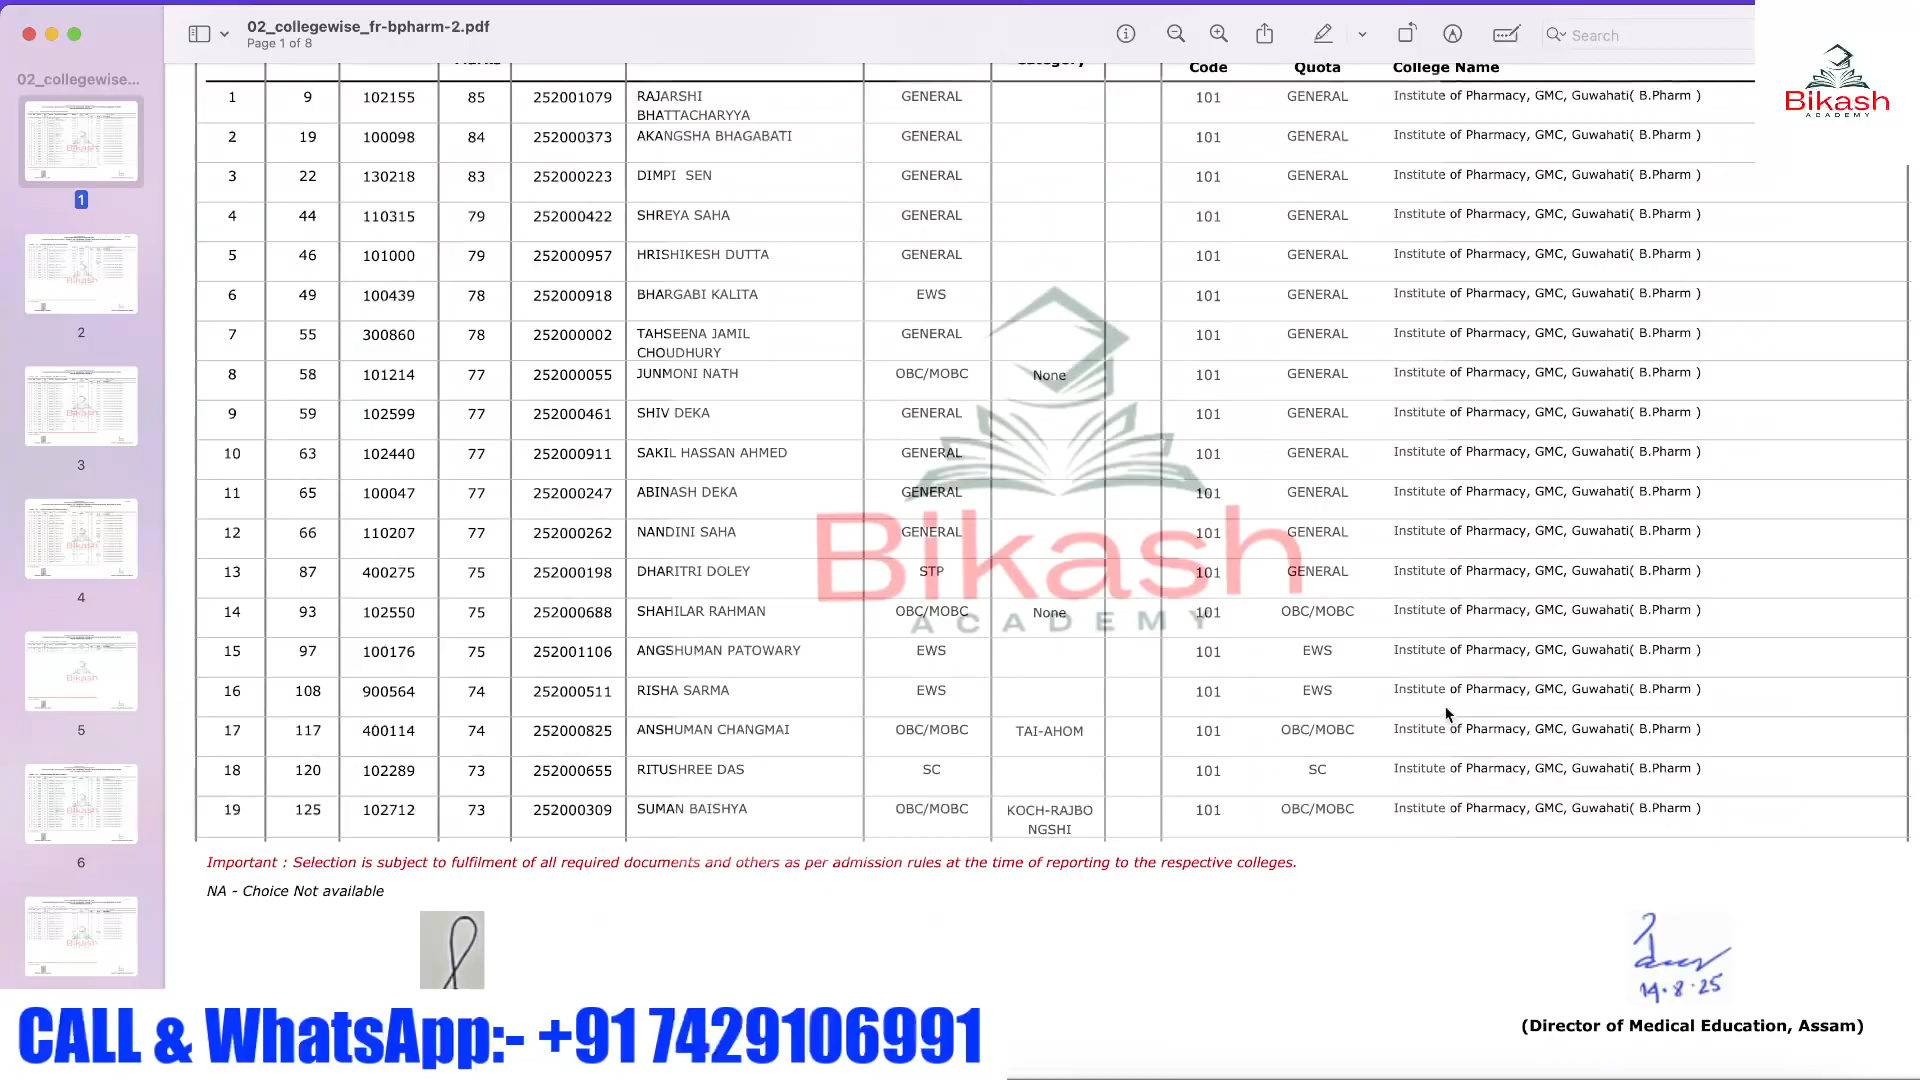 02_collegewise_fr-bpharm-2.pdf
Page 1 of 8
Search
02_collegewise...
Bikash
ACADEMY
Code Quota College Name
1 9 102155 85 252001079 RAJARSHI BHATTACHARYYA GENERAL 101 GENERAL Institute of Pharmacy, GMC, Guwahati( B.Pharm )
2 19 100098 84 252000373 AKANGSHA BHAGABATI GENERAL 101 GENERAL Institute of Pharmacy, GMC, Guwahati( B.Pharm )
3 22 130218 83 252000223 DIMPI SEN GENERAL 101 GENERAL Institute of Pharmacy, GMC, Guwahati( B.Pharm )
4 44 110315 79 252000422 SHREYA SAHA GENERAL 101 GENERAL Institute of Pharmacy, GMC, Guwahati( B.Pharm )
5 46 101000 79 252000957 HRISHIKESH DUTTA GENERAL 101 GENERAL Institute of Pharmacy, GMC, Guwahati( B.Pharm )
6 49 100439 78 252000918 BHARGABI KALITA EWS 101 GENERAL Institute of Pharmacy, GMC, Guwahati( B.Pharm )
7 55 300860 78 252000002 TAHSEENA JAMIL CHOUDHURY GENERAL 101 GENERAL Institute of Pharmacy, GMC, Guwahati( B.Pharm )
8 58 101214 77 252000055 JUNMONI NATH OBC/MOBC None 101 GENERAL Institute of Pharmacy, GMC, Guwahati( B.Pharm )
9 59 102599 77 252000461 SHIV DEKA GENERAL 101 GENERAL Institute of Pharmacy, GMC, Guwahati( B.Pharm )
10 63 102440 77 252000911 SAKIL HASSAN AHMED GENERAL 101 GENERAL Institute of Pharmacy, GMC, Guwahati( B.Pharm )
11 65 100047 77 252000247 ABINASH DEKA GENERAL 101 GENERAL Institute of Pharmacy, GMC, Guwahati( B.Pharm )
12 66 110207 77 252000262 NANDINI SAHA GENERAL 101 GENERAL Institute of Pharmacy, GMC, Guwahati( B.Pharm )
13 87 400275 75 252000198 DHARITRI DOLEY STP 101 GENERAL Institute of Pharmacy, GMC, Guwahati( B.Pharm )
14 93 102550 75 252000688 SHAHILAR RAHMAN OBC/MOBC None 101 OBC/MOBC Institute of Pharmacy, GMC, Guwahati( B.Pharm )
15 97 100176 75 252001106 ANGSHUMAN PATOWARY EWS 101 EWS Institute of Pharmacy, GMC, Guwahati( B.Pharm )
16 108 900564 74 252000511 RISHA SARMA EWS 101 EWS Institute of Pharmacy, GMC, Guwahati( B.Pharm )
17 117 400114 74 252000825 ANSHUMAN CHANGMAI OBC/MOBC TAI-AHOM 101 OBC/MOBC Institute of Pharmacy, GMC, Guwahati( B.Pharm )
18 120 102289 73 252000655 RITUSHREE DAS SC 101 SC Institute of Pharmacy, GMC, Guwahati( B.Pharm )
19 125 102712 73 252000309 SUMAN BAISHYA OBC/MOBC KOCH-RAJBONGSHI 101 OBC/MOBC Institute of Pharmacy, GMC, Guwahati( B.Pharm )
Bikash
ACADEMY
Important : Selection is subject to fulfilment of all required documents and others as per admission rules at the time of reporting to the respective colleges.
NA - Choice Not available
14.8.25
(Director of Medical Education, Assam)
CALL & WhatsApp:- +91 7429106991
1
2
3
4
5
6